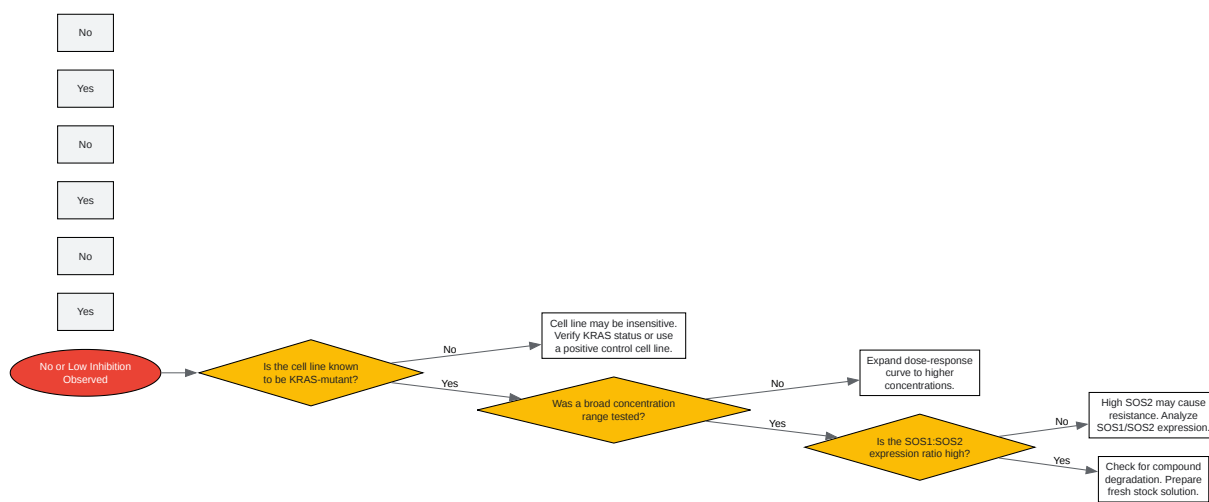 No
Yes
No
Yes
No
Yes
No or Low Inhibition
Observed
Is the cell line known
to be KRAS-mutant?
No
Cell line may be insensitive.
Verify KRAS status or use
a positive control cell line.
Yes
Was a broad concentration
range tested?
No
Expand dose-response
curve to higher
concentrations.
Yes
Is the SOS1:SOS2
expression ratio high?
No
High SOS2 may cause
resistance. Analyze
SOS1/SOS2 expression.
Yes
Check for compound
degradation. Prepare
fresh stock solution.